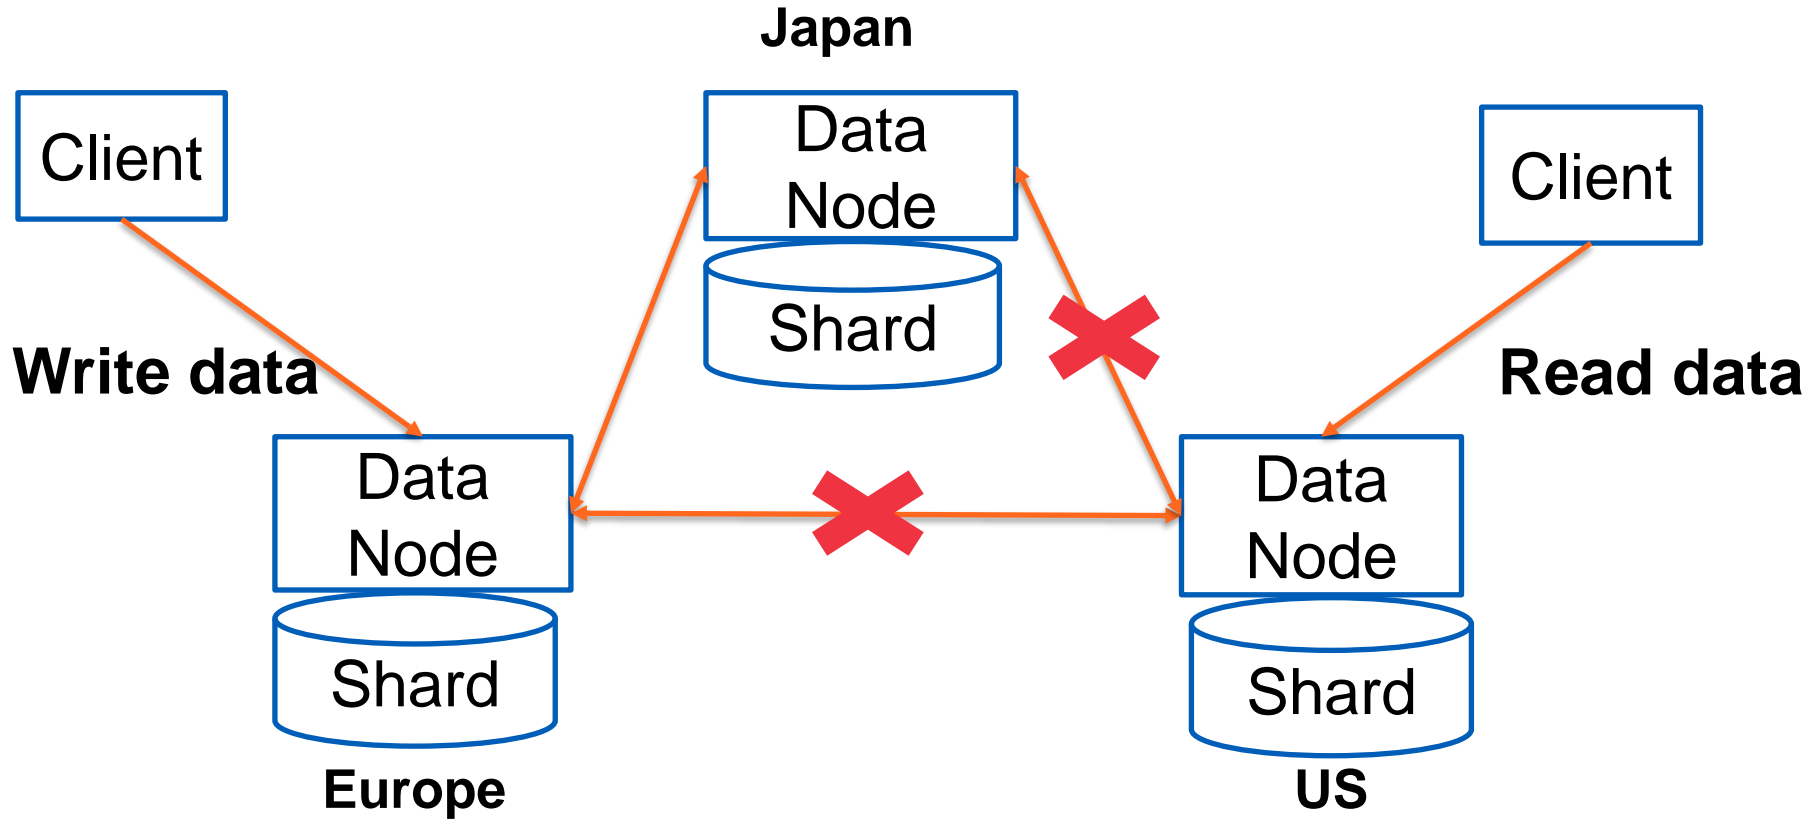 Japan
Client
Data
Node
Shard
Client
Write data
Read data
Data
Node
Shard
Europe
Data
Node
Shard
US